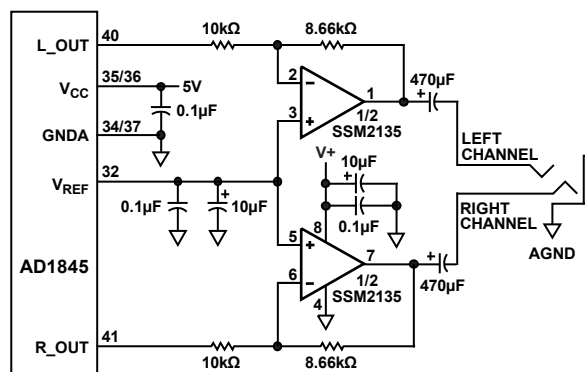 L_OUT
40
10kΩ
8.66kΩ
VCC
35/36
5V
0.1µF
GNDA
34/37
2
−
3
+
1
1/2
SSM2135
470µF
+
LEFT
CHANNEL
VREF
32
0.1µF
+
10µF
V+
10µF
+
0.1µF
8
RIGHT
CHANNEL
AGND
AD1845
5
+
6
−
7
1/2
SSM2135
4
+
470µF
R_OUT
41
10kΩ
8.66kΩ